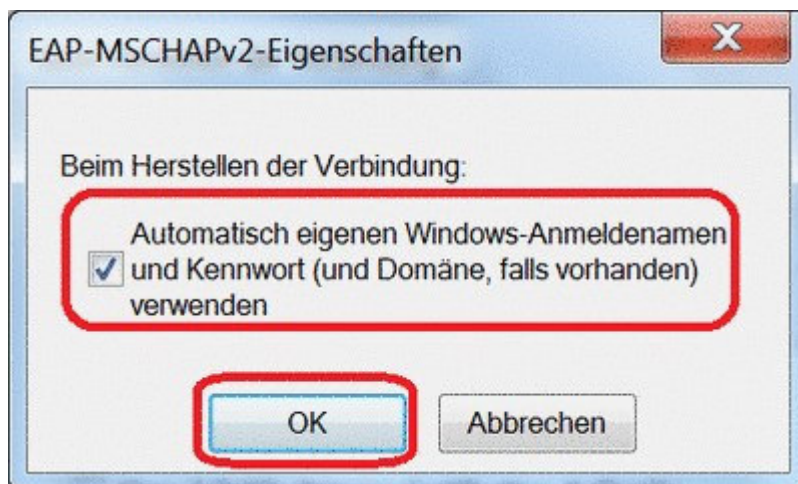 EAP-MSCHAPv2-Eigenschaften
Beim Herstellen der Verbindung:
Automatisch eigenen Windows-Anmeldenamen
und Kennwort (und Domäne, falls vorhanden)
verwenden
OK Abbrechen